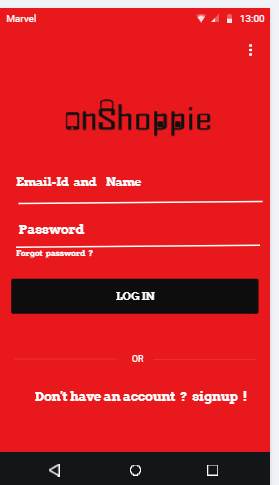 Marvel 13:00
onShoppie
Email-Id and Name
Password
Forgot password ?
LOG IN
OR
Don't have an account ? signup !